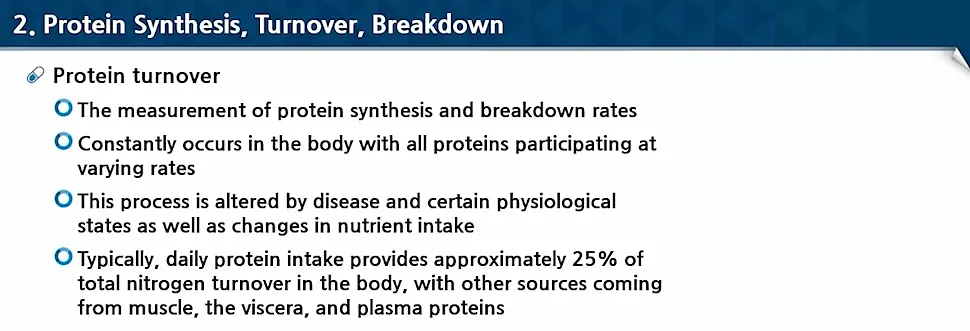 2. Protein Synthesis, Turnover, Breakdown
Protein turnover
The measurement of protein synthesis and breakdown rates
Constantly occurs in the body with all proteins participating at
varying rates
This process is altered by disease and certain physiological
states as well as changes in nutrient intake
Typically, daily protein intake provides approximately 25% of
total nitrogen turnover in the body, with other sources coming
from muscle, the viscera, and plasma proteins